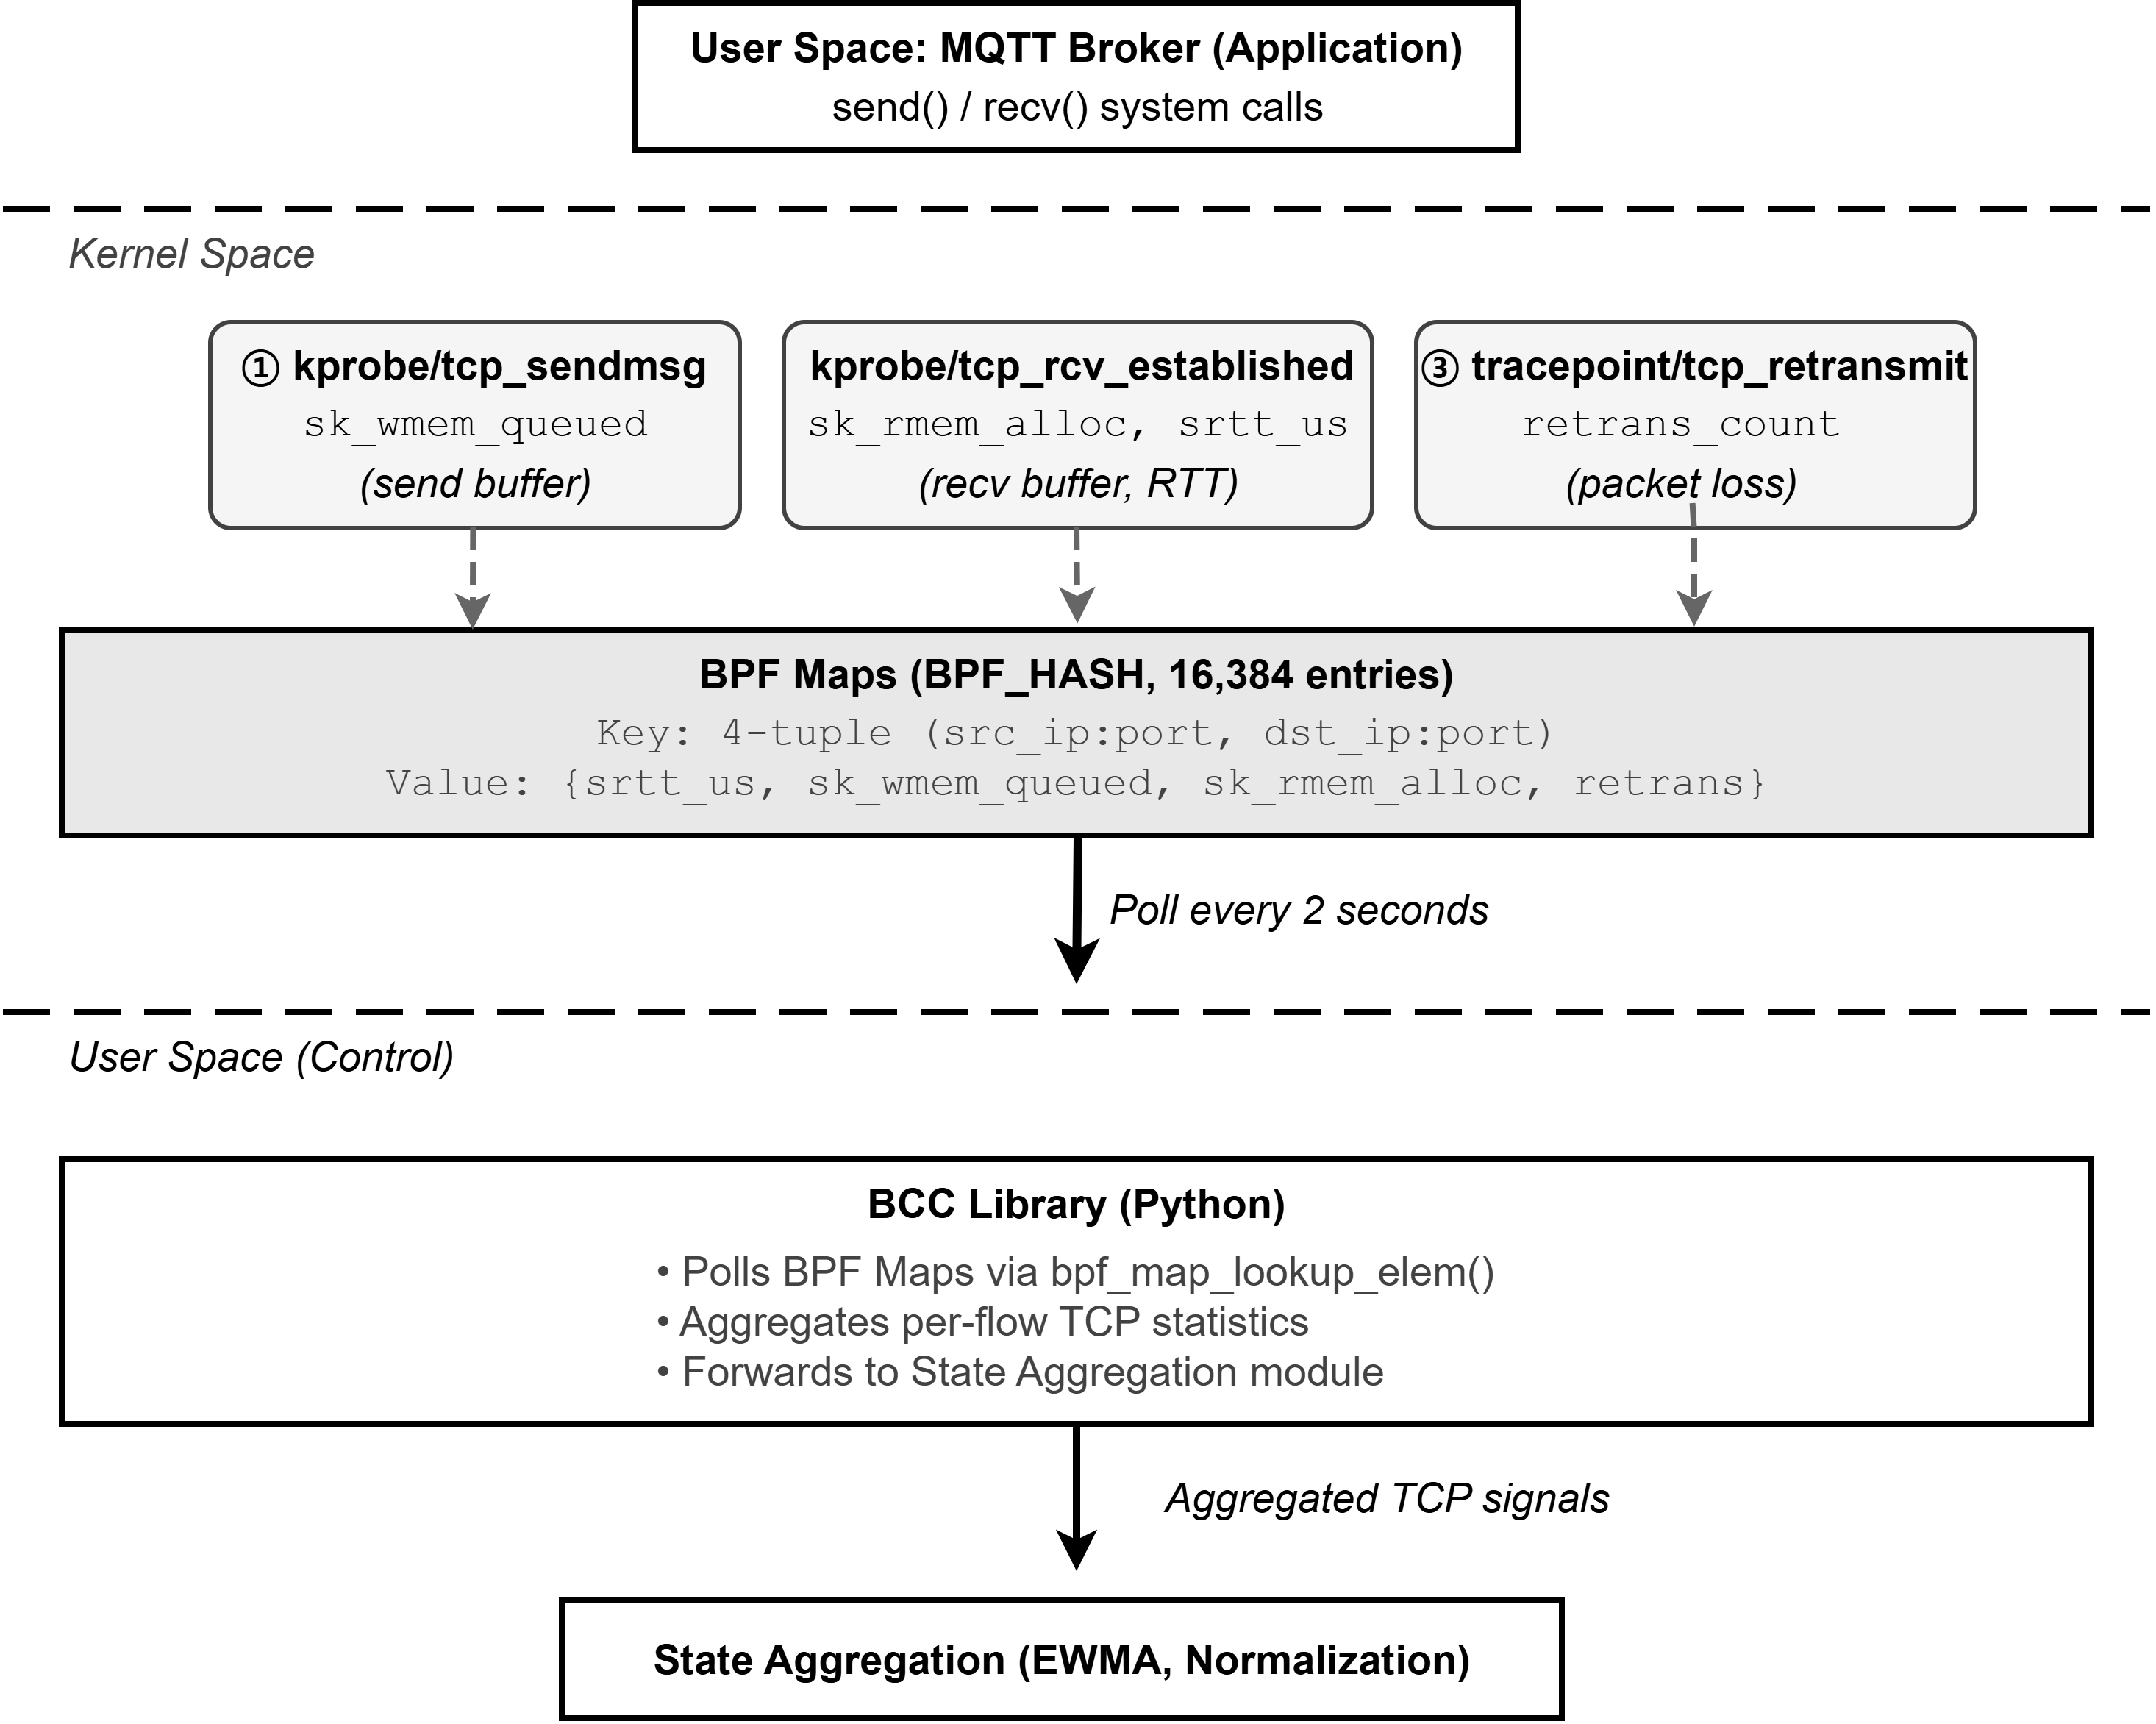 User Space: MQTT Broker (Application)
send() / recv() system calls
Kernel Space
① kprobe/tcp_sendmsg
sk_wmem_queued
(send buffer)
kprobe/tcp_rcv_established
sk_rmem_alloc, srtt_us
(recv buffer, RTT)
③ tracepoint/tcp_retransmit
retrans_count
(packet loss)
BPF Maps (BPF_HASH, 16,384 entries)
Key: 4-tuple (src_ip:port, dst_ip:port)
Value: {srtt_us, sk_wmem_queued, sk_rmem_alloc, retrans}
Poll every 2 seconds
User Space (Control)
BCC Library (Python)
• Polls BPF Maps via bpf_map_lookup_elem()
• Aggregates per-flow TCP statistics
• Forwards to State Aggregation module
Aggregated TCP signals
State Aggregation (EWMA, Normalization)